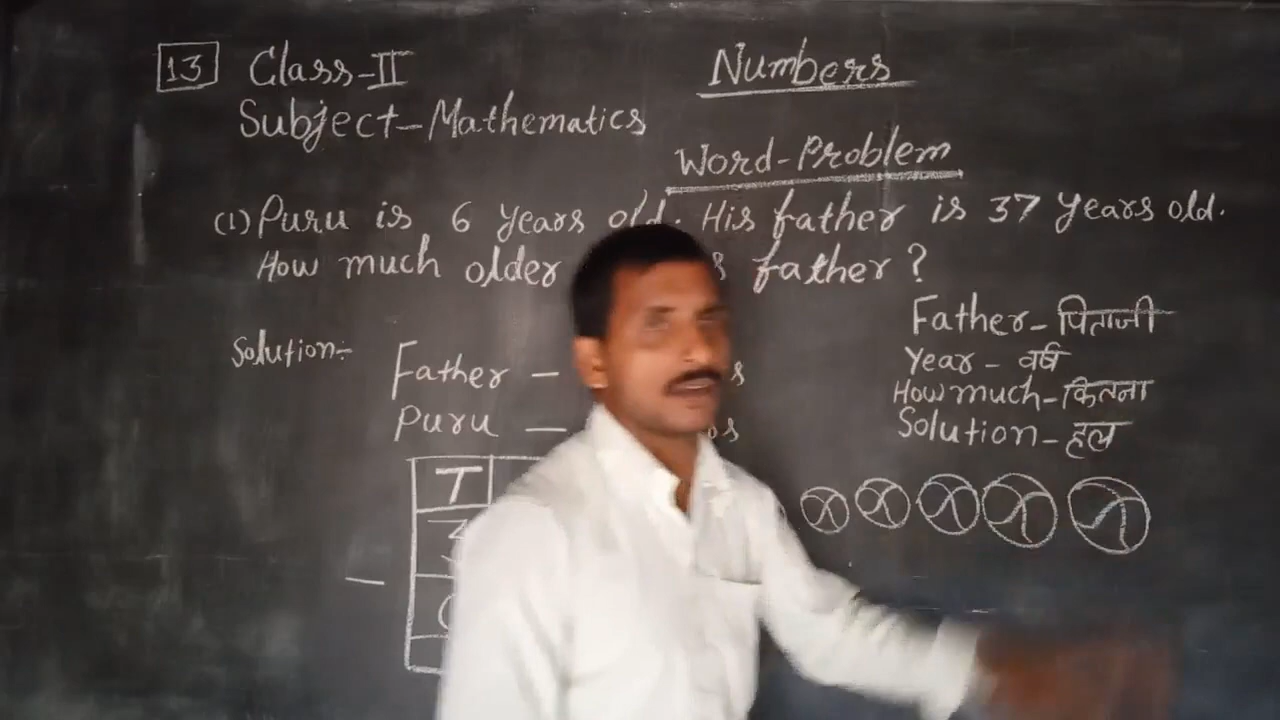 13 Class-II
Numbers
Subject-Mathematics
Word-Problem
(1) Puru is 6 years old. His father is 37 years old.
How much older father?
Father - पिताजी
Year - वर्ष
How much - कितना
Solution - हल
Solution:-
Father -
Puru -
T